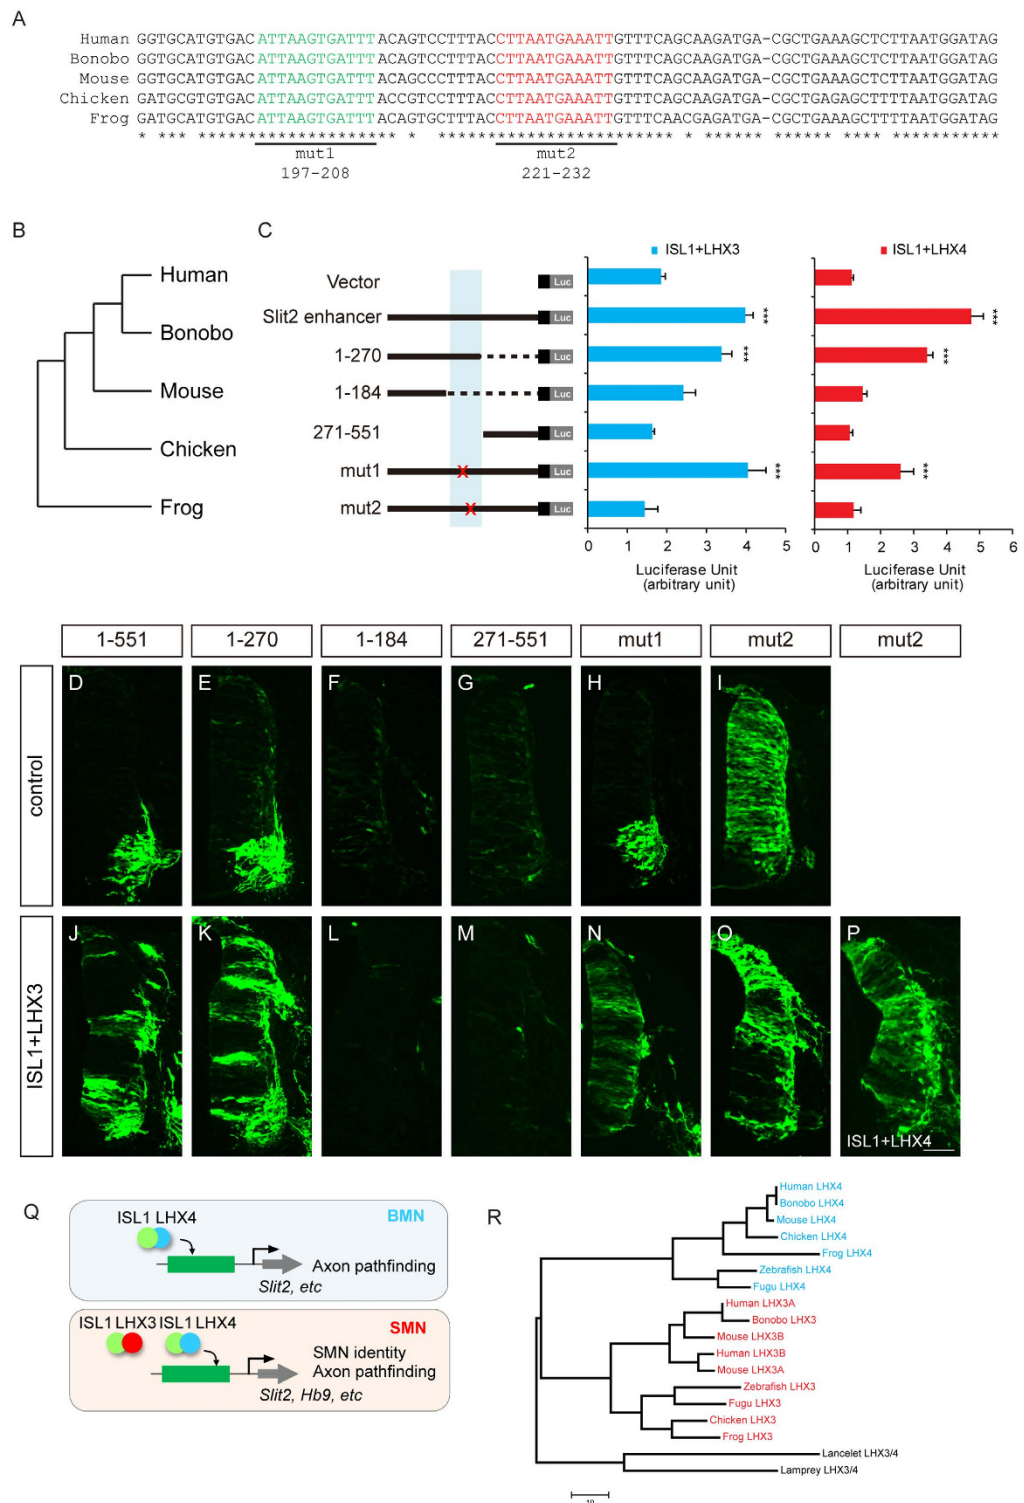 A
Human GGTGCATGTGACATTAAGTGATTTACAGTCCTTTACCTTAATGAAATTGTTTCAGCAAGATGA-CGCTGAAAGCTCTTAATGGATAG
Bonobo GGTGCATGTGACATTAAGTGATTTACAGTCCTTTACCTTAATGAAATTGTTTCAGCAAGATGA-CGCTGAAAGCTCTTAATGGATAG
Mouse GGTGCATGTGACATTAAGTGATTTACAGCCCTTTACCTTAATGAAATTGTTTCAGCAAGATGA-CGCTGAAAGCTCTTAATGGATAG
Chicken GATGCGTGTGACATTAAGTGATTTACCGTCCTTTACCTTAATGAAATTGTTTCAGCAAGATGA-CGCTGAGAGCTTTTAATGGATAG
Frog GATGCATGTGACATTAAGTGATTTACAGTGCTTTACCTTAATGAAATTGTTTCAACGAGATGA-CGCTGAAAGCTTTTAATGGATAG
mut1 mut2
197-208 221-232
B C
Human
Bonobo
Mouse
Chicken
Frog
ISL1+LHX3 ISL1+LHX4
Vector Luc
Slit2 enhancer Luc *** ***
1-270 Luc *** ***
1-184 Luc
271-551 Luc
mut1 X Luc *** ***
mut2 X Luc
0 1 2 3 4 5 0 1 2 3 4 5 6
Luciferase Unit Luciferase Unit
(arbitrary unit) (arbitrary unit)
1-551 1-270 1-184 271-551 mut1 mut2 mut2
control D E F G H I
ISL1+LHX3 J K L M N O P
ISL1+LHX4
Q
BMN
ISL1 LHX4
Axon pathfinding
Slit2, etc
SMN
ISL1 LHX3 ISL1 LHX4
SMN identity
Axon pathfinding
Slit2, Hb9, etc
R
Human LHX4
Bonobo LHX4
Mouse LHX4
Chicken LHX4
Frog LHX4
Zebrafish LHX4
Fugu LHX4
Human LHX3A
Bonobo LHX3
Mouse LHX3B
Human LHX3B
Mouse LHX3A
Zebrafish LHX3
Fugu LHX3
Chicken LHX3
Frog LHX3
Lancelet LHX3/4
Lamprey LHX3/4
10